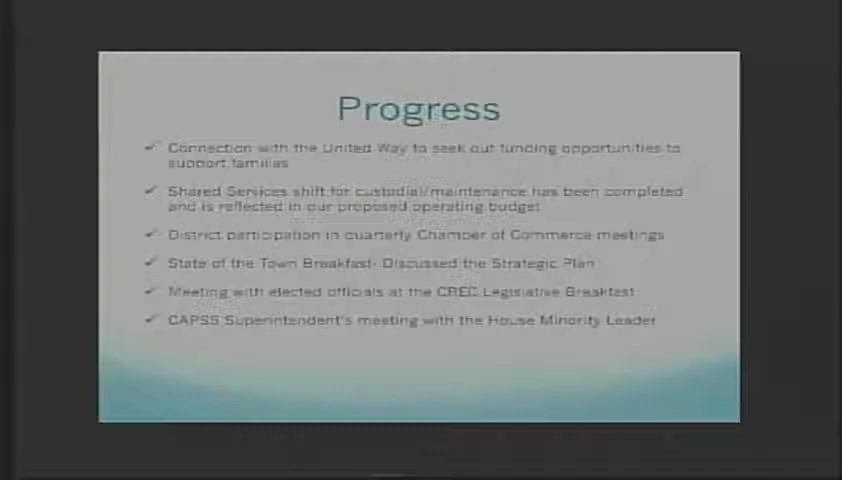 Progress
✓ Connection with the United Way to seek out funding opportunities to
support families
✓ Shared Services shift for custodial/maintenance has been completed
and is reflected in our proposed operating budget
✓ District participation in quarterly Chamber of Commerce meetings
✓ State of the Town Breakfast- Discussed the Strategic Plan
✓ Meeting with elected officials at the CREC Legislative Breakfast
✓ CAPSS Superintendent's meeting with the House Minority Leader